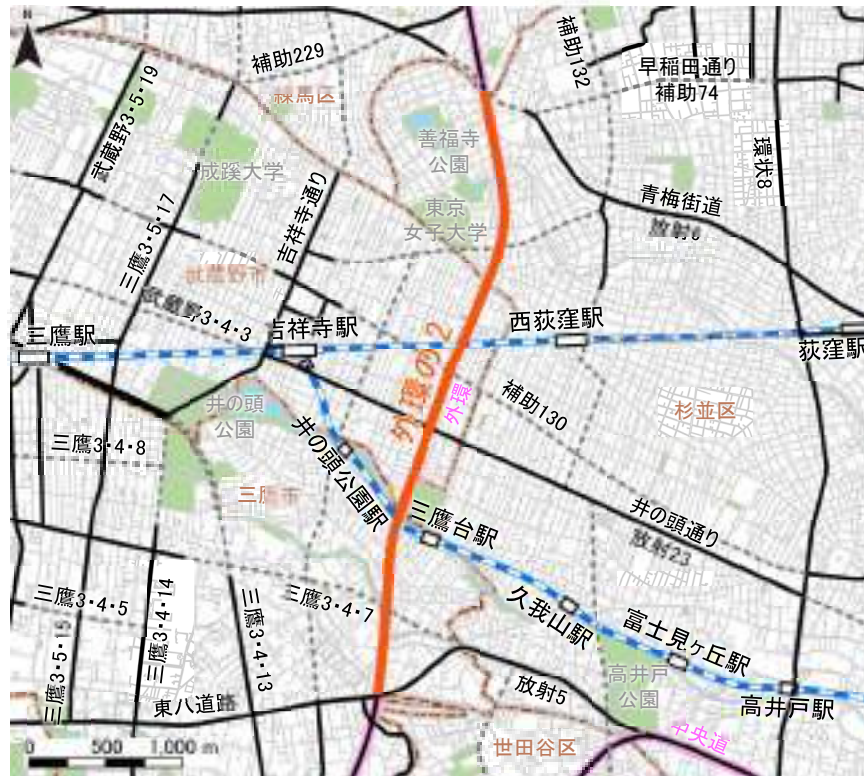 N
補助229
補助132
早稲田通り
補助74
練馬区
武蔵野3・5・19
善福寺
公園
環状8
成蹊大学
吉祥寺通り
東京
女子大学
青梅街道
放射6
三鷹3・5・17
武蔵野市
武蔵野3・4・3
三鷹駅
吉祥寺駅
西荻窪駅
荻窪駅
外環の2
外環
井の頭
公園
補助130
杉並区
三鷹3・4・8
井の頭公園駅
三鷹市
三鷹台駅
井の頭通り
放射23
三鷹3・4・5
三鷹3・4・14
三鷹3・4・13
三鷹3・4・7
久我山駅
富士見ヶ丘駅
三鷹3・5・15
東八道路
放射5
高井戸
公園
高井戸駅
中央道
世田谷区
0 500 1,000 m